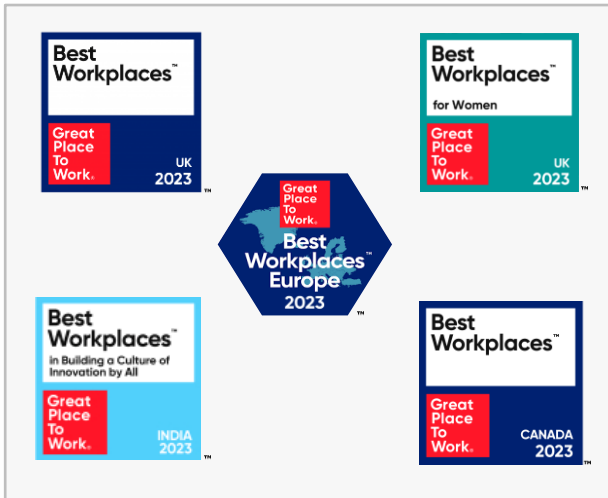 Best
Workplaces™
Great
Place
To
Work®
UK
2023
™
Best
Workplaces™
for Women
Great
Place
To
Work®
UK
2023
™
Great
Place
To
Work®
Best
Workplaces™
Europe
2023
™
Best
Workplaces™
in Building a Culture of
Innovation by All
Great
Place
To
Work®
INDIA
2023
™
Best
Workplaces™
Great
Place
To
Work®
CANADA
2023
™